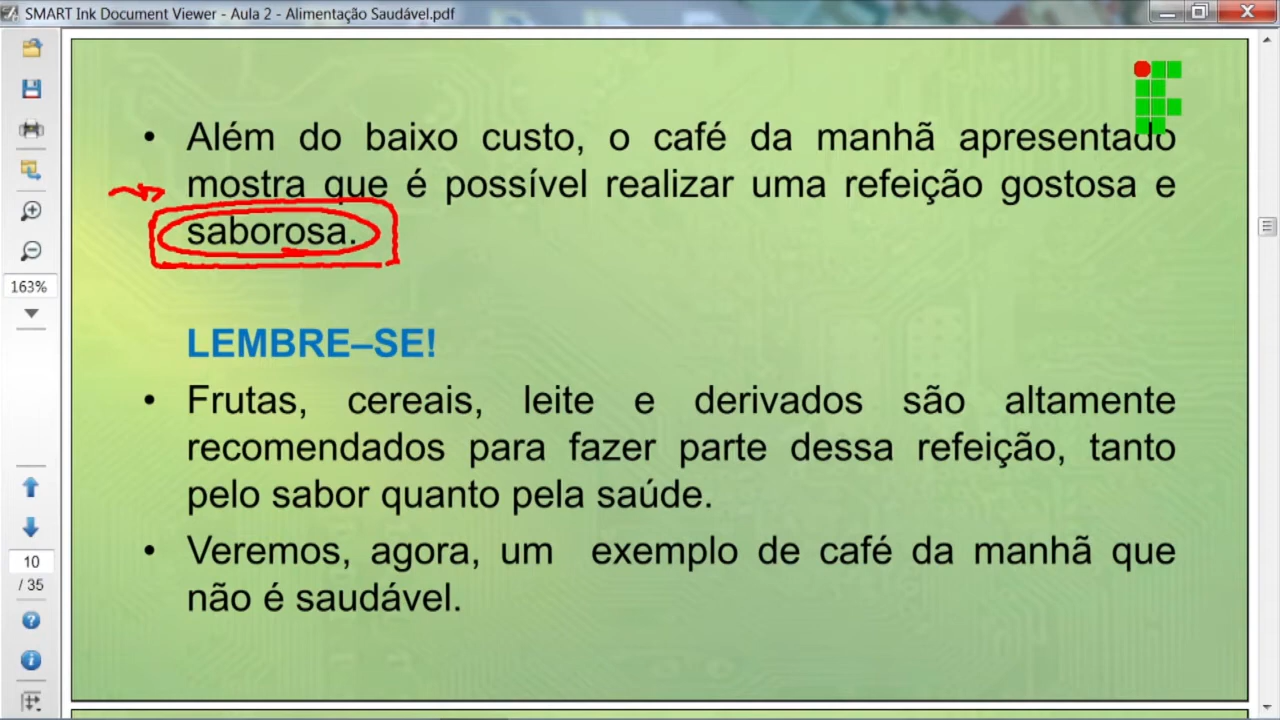 SMART Ink Document Viewer - Aula 2 - Alimentação Saudável.pdf
• Além do baixo custo, o café da manhã apresentado
mostra que é possível realizar uma refeição gostosa e
saborosa.
163%
LEMBRE–SE!
• Frutas, cereais, leite e derivados são altamente
recomendados para fazer parte dessa refeição, tanto
pelo sabor quanto pela saúde.
• Veremos, agora, um exemplo de café da manhã que
não é saudável.
10
/ 35